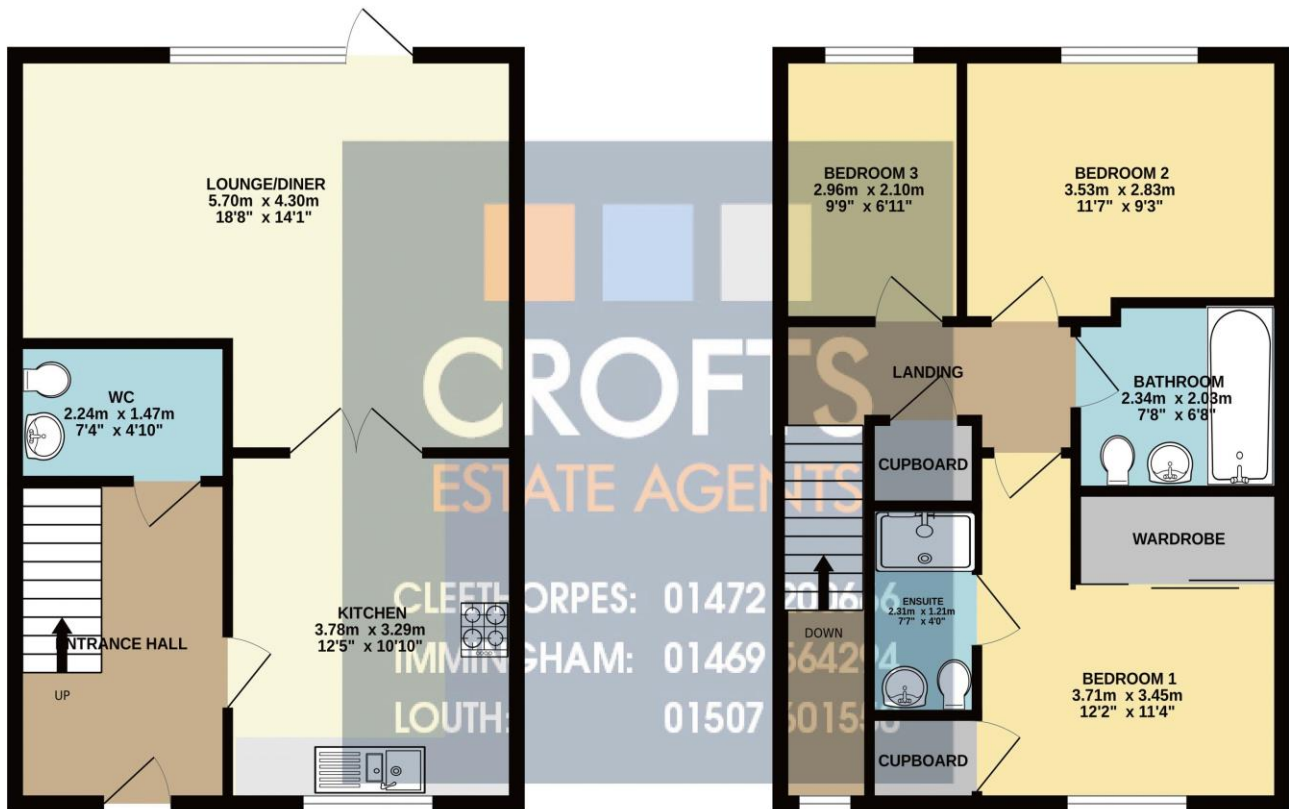 LOUNGE/DINER
5.70m x 4.30m
18'8" x 14'1"
WC
2.24m x 1.47m
7'4" x 4'10"
ENTRANCE HALL
UP
KITCHEN
3.78m x 3.29m
12'5" x 10'10"
BEDROOM 3
2.96m x 2.10m
9'9" x 6'11"
BEDROOM 2
3.53m x 2.83m
11'7" x 9'3"
LANDING
BATHROOM
2.34m x 2.03m
7'8" x 6'8"
CUPBOARD
WARDROBE
ENSUITE
2.31m x 1.21m
7'7" x 4'0"
DOWN
BEDROOM 1
3.71m x 3.45m
12'2" x 11'4"
CUPBOARD
CROFTS
ESTATE AGENTS
CLEETHORPES: 01472
IMMINGHAM: 01469 564294
LOUTH: 01507